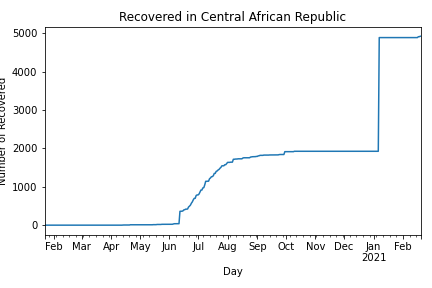 Recovered in Central African Republic
Number of Recovered
5000
4000
3000
2000
1000
0
Feb Mar Apr May Jun Jul Aug Sep Oct Nov Dec Jan Feb
2021
Day